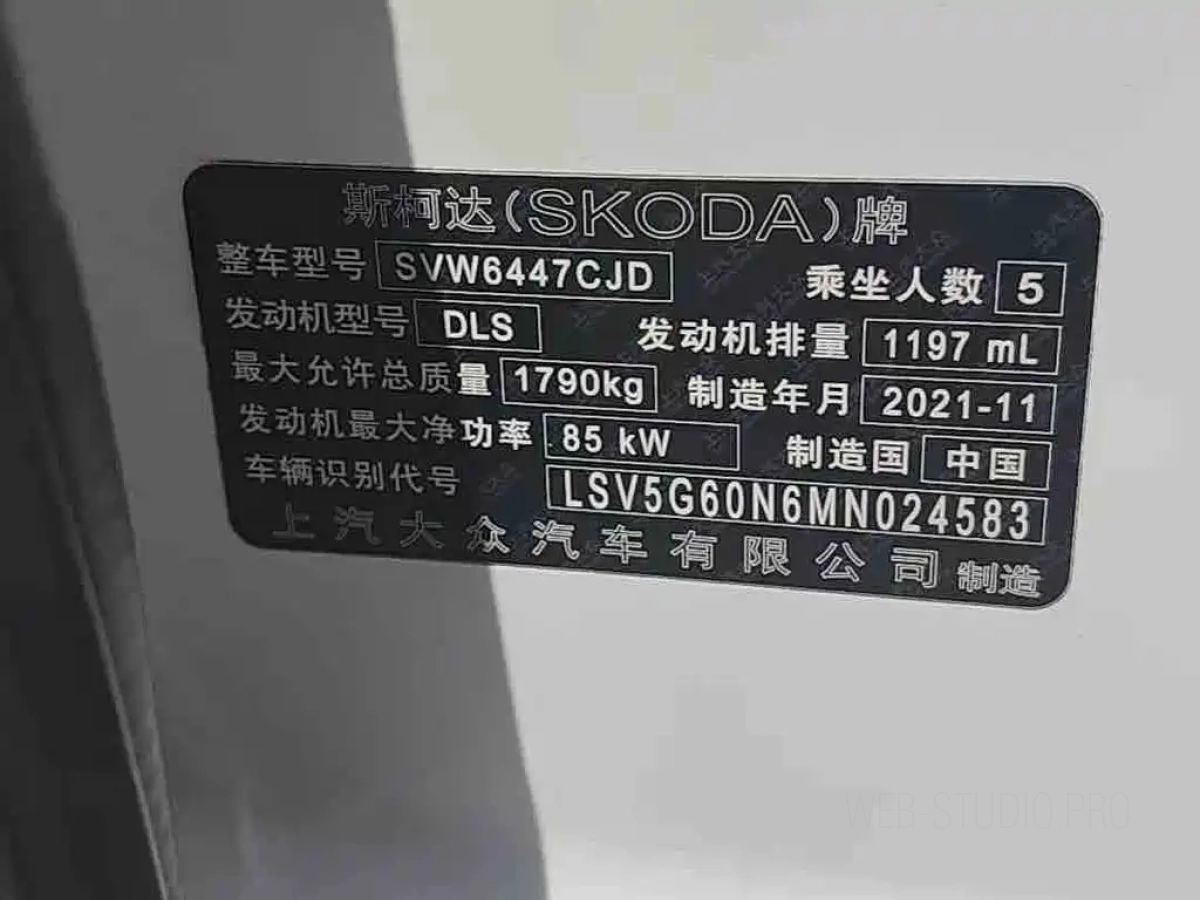 斯柯达(SKODA)牌
整车型号 SVW6447CJD 乘坐人数 5
发动机型号 DLS 发动机排量 1197 mL
最大允许总质量 1790kg 制造年月 2021-11
发动机最大净功率 85 kW 制造国 中国
车辆识别代号 LSV5G60N6MN024583
上汽大众汽车有限公司 制造
WEB-STUDIO.PRO